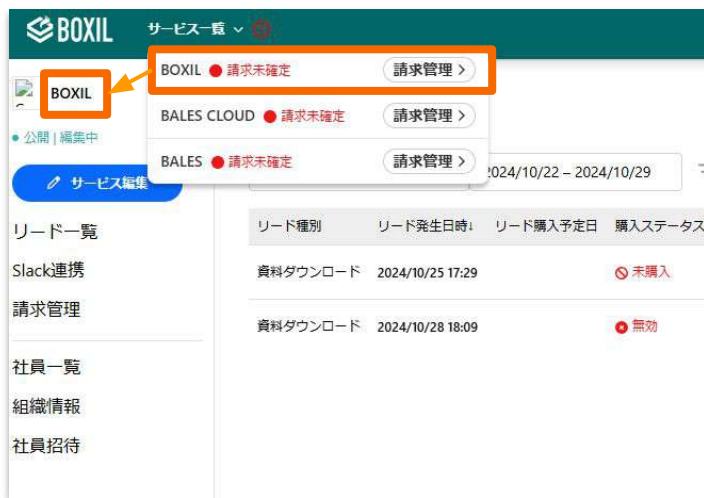 BOXIL サービス一覧
BOXIL 請求未確定 請求管理 >
BOXIL
BALES CLOUD 請求未確定 請求管理 >
公開 | 編集中
BALES 請求未確定 請求管理 >
サービス編集
2024/10/22 – 2024/10/29
リード種別 リード発生日時↓ リード購入予定日 購入ステータス
リード一覧
資料ダウンロード 2024/10/25 17:29 未購入
Slack連携
請求管理
資料ダウンロード 2024/10/28 18:09 無効
社員一覧
組織情報
社員招待